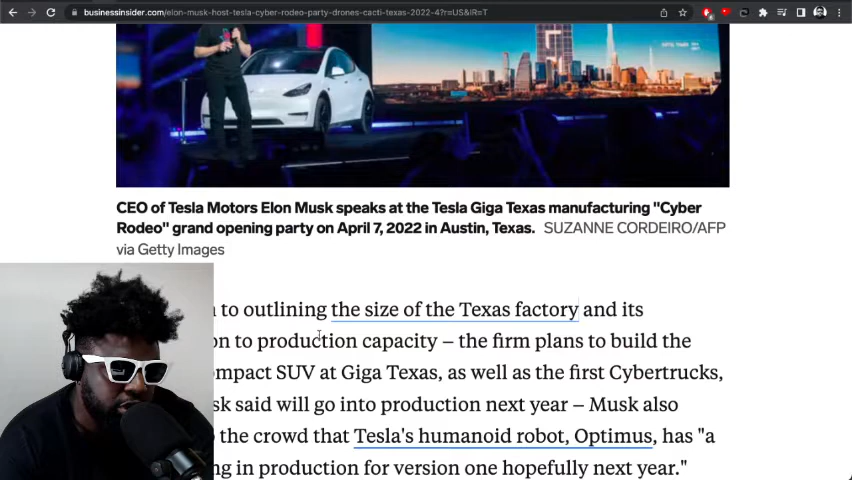 businessinsider.com/elon-musk-host-tesla-cyber-rodeo-party-drones-cacti-texas-2022-4?r=US&IR=T
CEO of Tesla Motors Elon Musk speaks at the Tesla Giga Texas manufacturing "Cyber
Rodeo" grand opening party on April 7, 2022 in Austin, Texas. SUZANNE CORDEIRO/AFP
via Getty Images
to outlining the size of the Texas factory and its
on to production capacity – the firm plans to build the
ompact SUV at Giga Texas, as well as the first Cybertrucks,
sk said will go into production next year – Musk also
the crowd that Tesla's humanoid robot, Optimus, has "a
ng in production for version one hopefully next year."